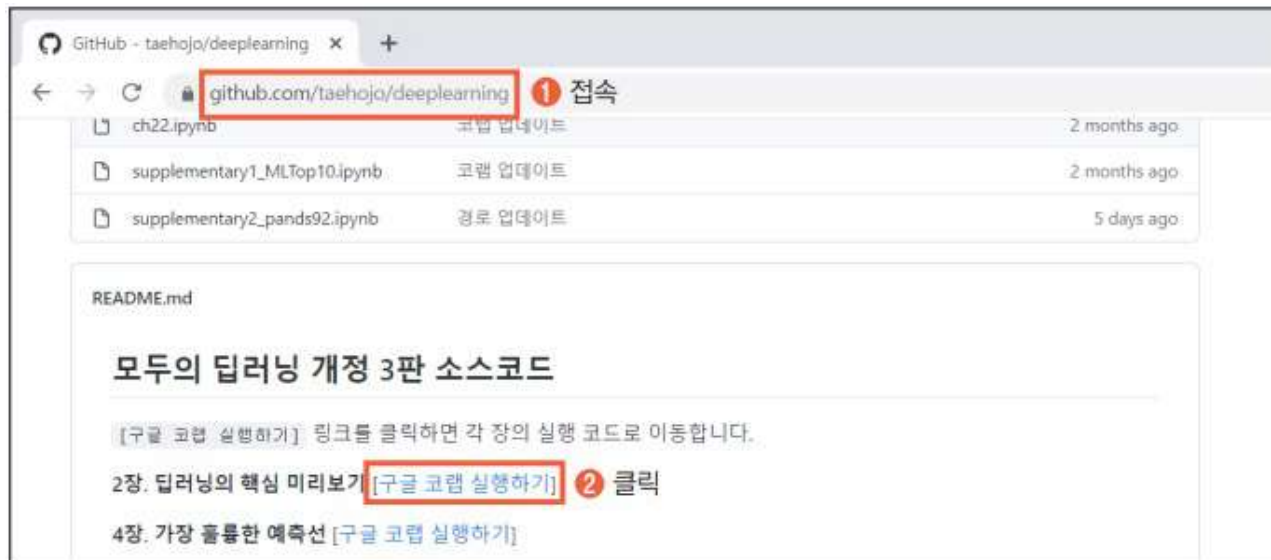 GitHub - taehojo/deeplearning × +
github.com/taehojo/deeplearning ❶ 접속
ch22.ipynb 코랩 업데이트 2 months ago
supplementary1_MLTop10.ipynb 코랩 업데이트 2 months ago
supplementary2_pands92.ipynb 경로 업데이트 5 days ago
README.md
모두의 딥러닝 개정 3판 소스코드
[구글 코랩 실행하기] 링크를 클릭하면 각 장의 실행 코드로 이동합니다.
2장. 딥러닝의 핵심 미리보기 [구글 코랩 실행하기] ❷ 클릭
4장. 가장 훌륭한 예측선 [구글 코랩 실행하기]